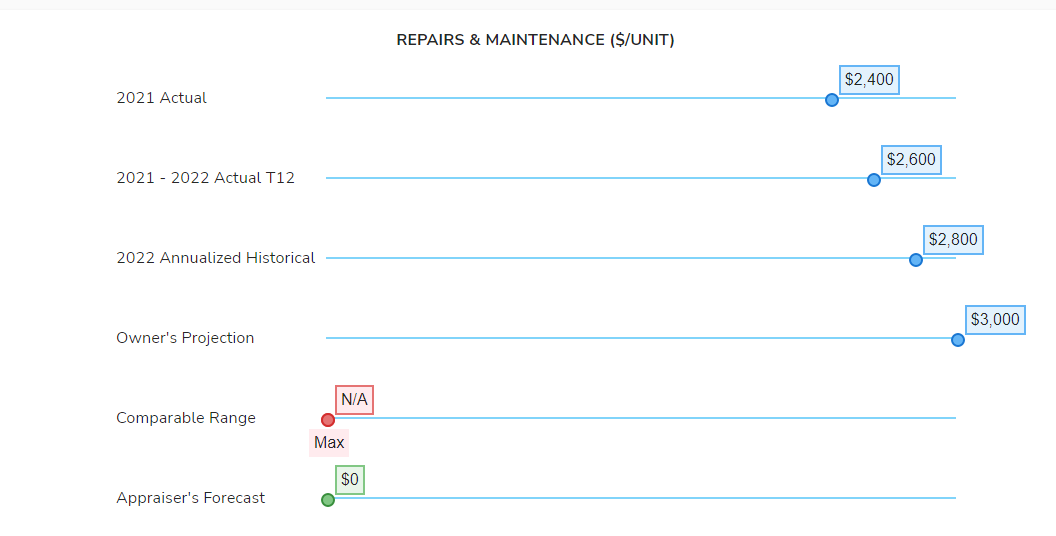 REPAIRS & MAINTENANCE ($/UNIT)
2021 Actual
$2,400
2021 - 2022 Actual T12
$2,600
2022 Annualized Historical
$2,800
Owner's Projection
$3,000
Comparable Range
N/A
Max
Appraiser's Forecast
$0